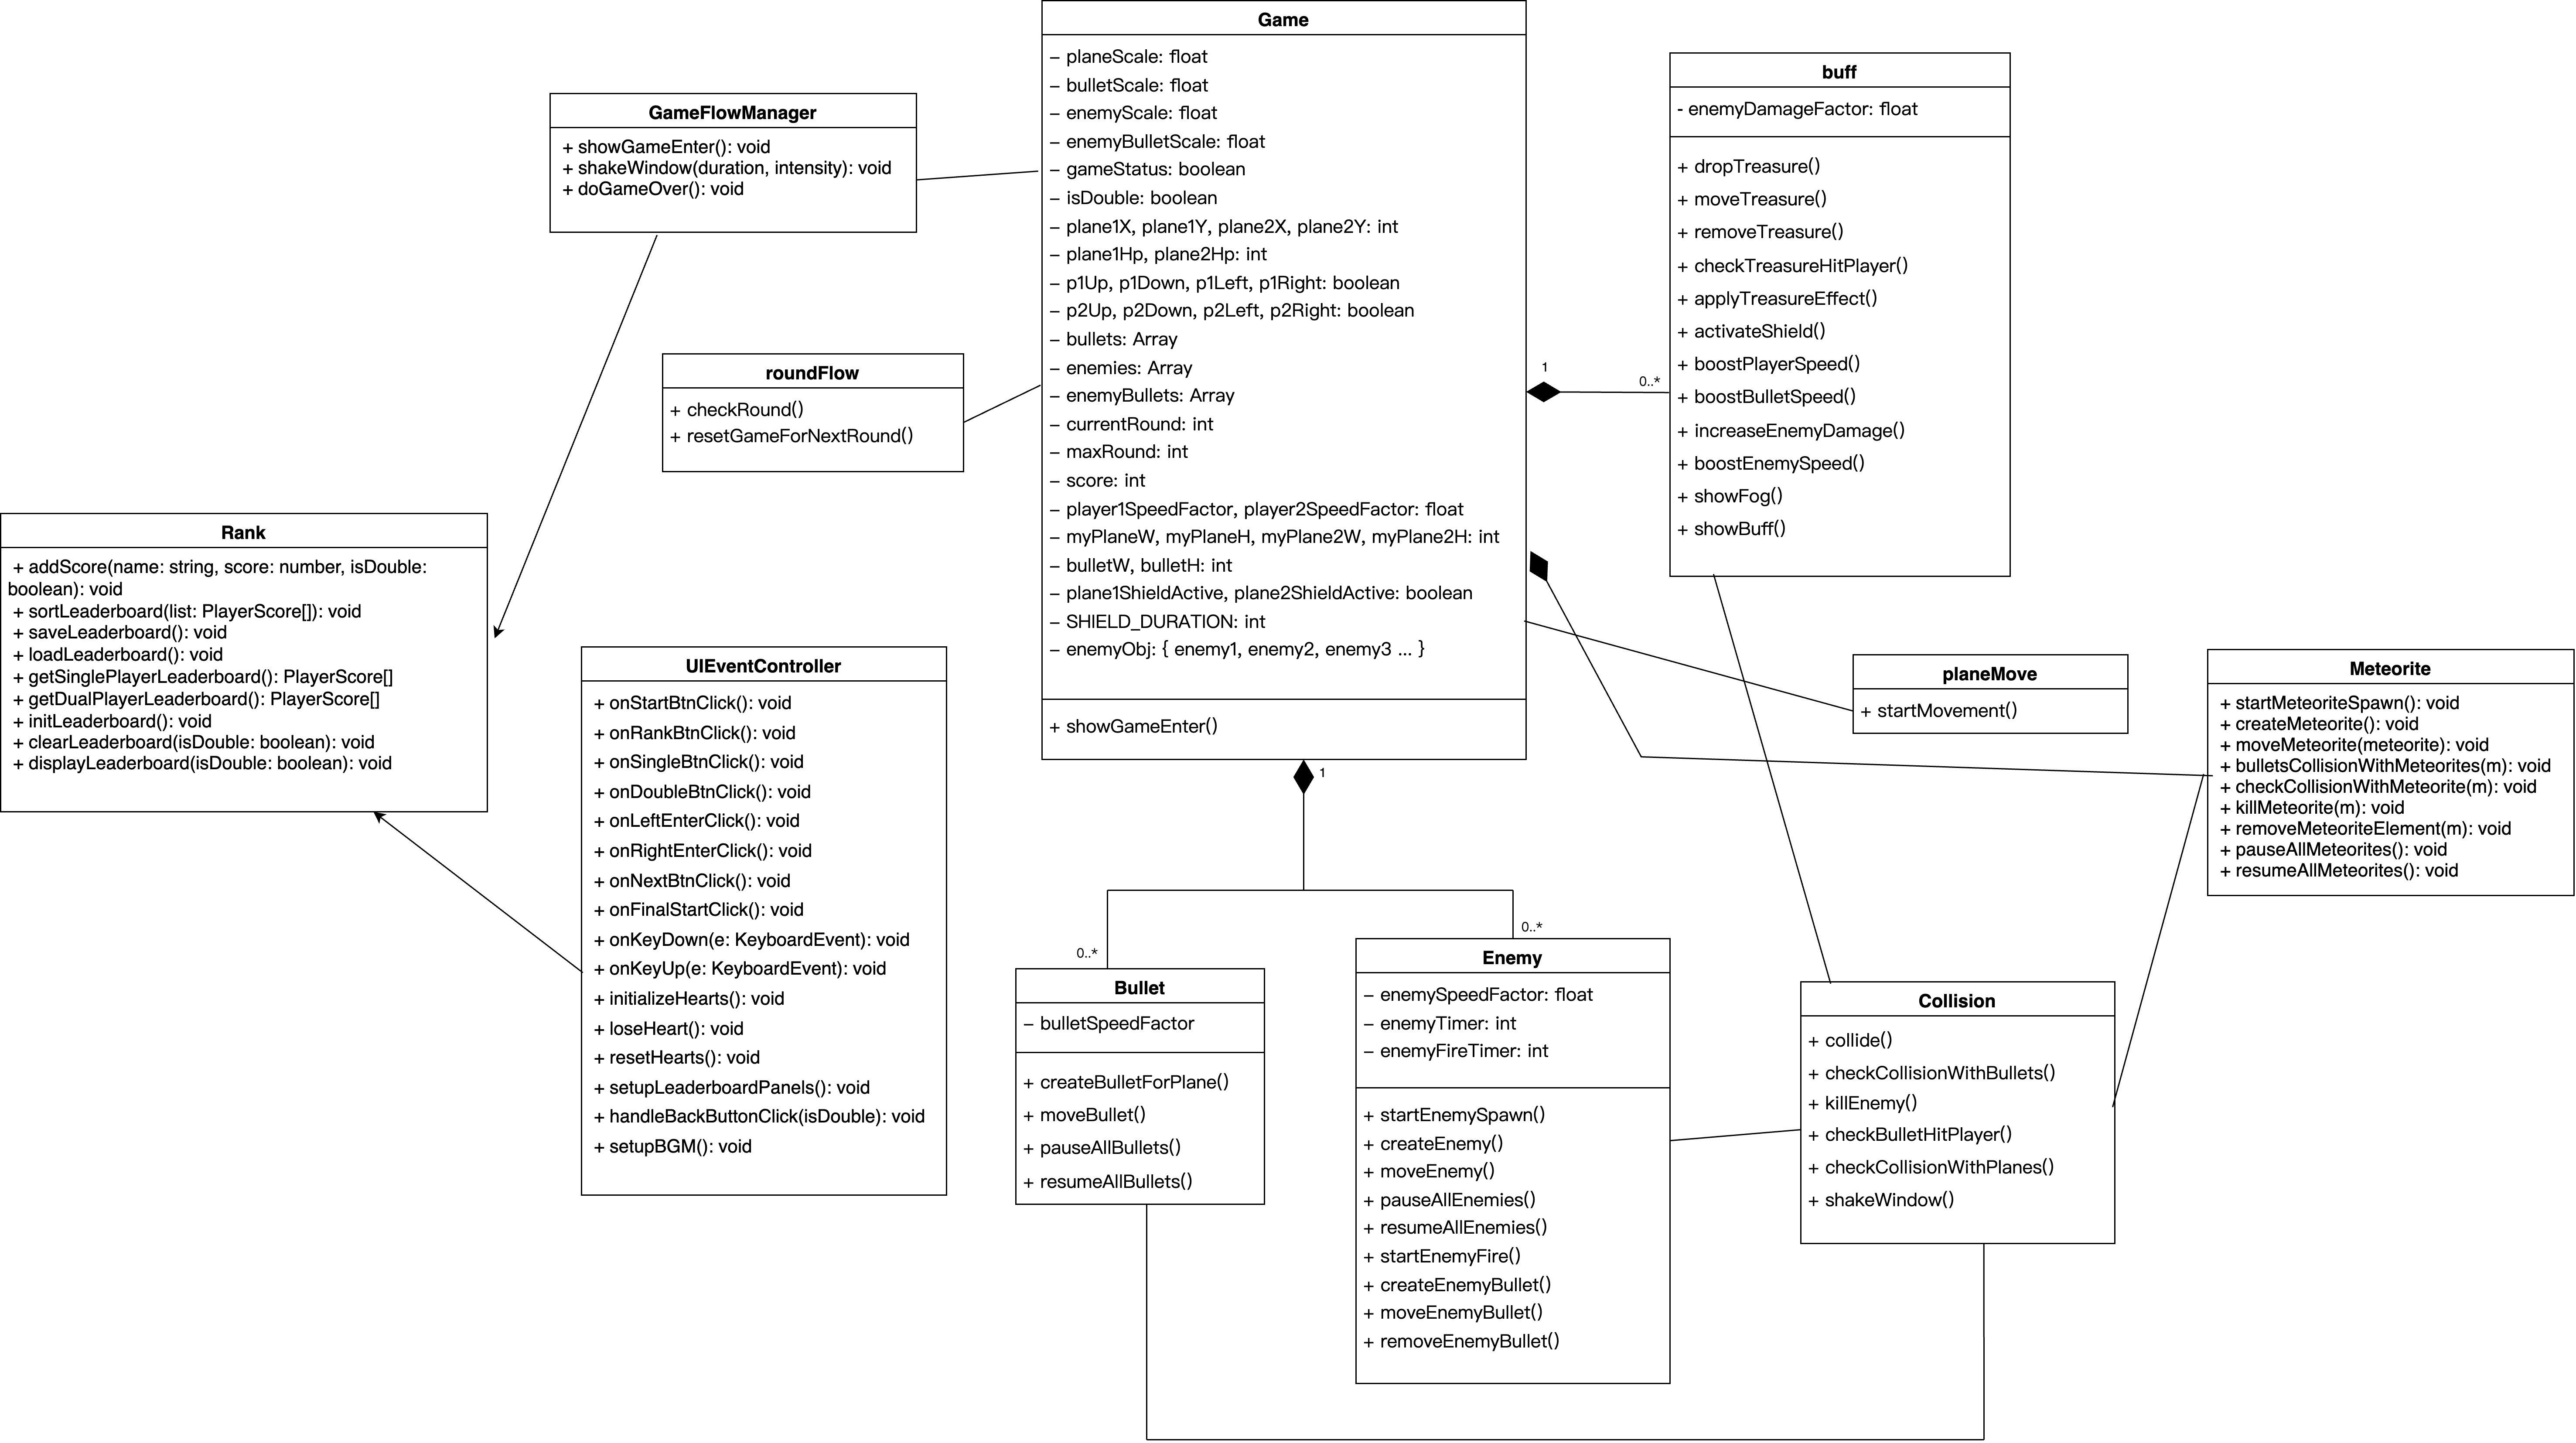 Game
– planeScale: float
– bulletScale: float
– enemyScale: float
– enemyBulletScale: float
– gameStatus: boolean
– isDouble: boolean
– plane1X, plane1Y, plane2X, plane2Y: int
– plane1Hp, plane2Hp: int
– p1Up, p1Down, p1Left, p1Right: boolean
– p2Up, p2Down, p2Left, p2Right: boolean
– bullets: Array
– enemies: Array
– enemyBullets: Array
– currentRound: int
– maxRound: int
– score: int
– player1SpeedFactor, player2SpeedFactor: float
– myPlaneW, myPlaneH, myPlane2W, myPlane2H: int
– bulletW, bulletH: int
– plane1ShieldActive, plane2ShieldActive: boolean
– SHIELD_DURATION: int
– enemyObj: { enemy1, enemy2, enemy3 ... }
+ showGameEnter()
buff
- enemyDamageFactor: float
+ dropTreasure()
+ moveTreasure()
+ removeTreasure()
+ checkTreasureHitPlayer()
+ applyTreasureEffect()
+ activateShield()
+ boostPlayerSpeed()
+ boostBulletSpeed()
+ increaseEnemyDamage()
+ boostEnemySpeed()
+ showFog()
+ showBuff()
1
0..*
GameFlowManager
+ showGameEnter(): void
+ shakeWindow(duration, intensity): void
+ doGameOver(): void
roundFlow
+ checkRound()
+ resetGameForNextRound()
Rank
+ addScore(name: string, score: number, isDouble:
boolean): void
+ sortLeaderboard(list: PlayerScore[]): void
+ saveLeaderboard(): void
+ loadLeaderboard(): void
+ getSinglePlayerLeaderboard(): PlayerScore[]
+ getDualPlayerLeaderboard(): PlayerScore[]
+ initLeaderboard(): void
+ clearLeaderboard(isDouble: boolean): void
+ displayLeaderboard(isDouble: boolean): void
UIEventController
+ onStartBtnClick(): void
+ onRankBtnClick(): void
+ onSingleBtnClick(): void
+ onDoubleBtnClick(): void
+ onLeftEnterClick(): void
+ onRightEnterClick(): void
+ onNextBtnClick(): void
+ onFinalStartClick(): void
+ onKeyDown(e: KeyboardEvent): void
+ onKeyUp(e: KeyboardEvent): void
+ initializeHearts(): void
+ loseHeart(): void
+ resetHearts(): void
+ setupLeaderboardPanels(): void
+ handleBackButtonClick(isDouble): void
+ setupBGM(): void
planeMove
+ startMovement()
Meteorite
+ startMeteoriteSpawn(): void
+ createMeteorite(): void
+ moveMeteorite(meteorite): void
+ bulletsCollisionWithMeteorites(m): void
+ checkCollisionWithMeteorite(m): void
+ killMeteorite(m): void
+ removeMeteoriteElement(m): void
+ pauseAllMeteorites(): void
+ resumeAllMeteorites(): void
1
0..*
0..*
Bullet
– bulletSpeedFactor
+ createBulletForPlane()
+ moveBullet()
+ pauseAllBullets()
+ resumeAllBullets()
Enemy
– enemySpeedFactor: float
– enemyTimer: int
– enemyFireTimer: int
+ startEnemySpawn()
+ createEnemy()
+ moveEnemy()
+ pauseAllEnemies()
+ resumeAllEnemies()
+ startEnemyFire()
+ createEnemyBullet()
+ moveEnemyBullet()
+ removeEnemyBullet()
Collision
+ collide()
+ checkCollisionWithBullets()
+ killEnemy()
+ checkBulletHitPlayer()
+ checkCollisionWithPlanes()
+ shakeWindow()